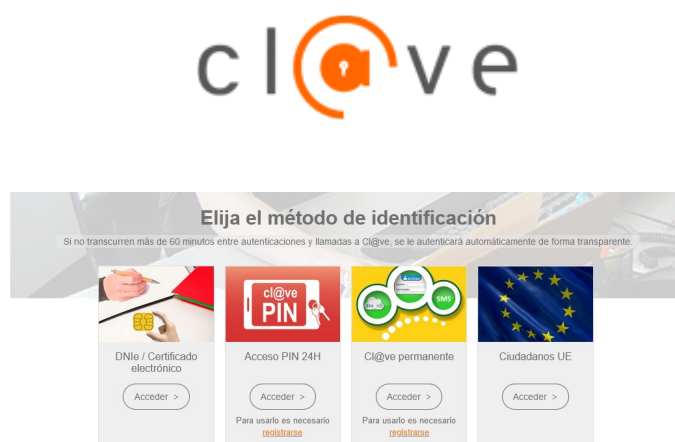 cl@ve
Elija el método de identificación
Si no transcurren más de 60 minutos entre autenticaciones y llamadas a Cl@ve, se le autenticará automáticamente de forma transparente.
cl@ve
PIN
SMS
DNIe / Certificado
electrónico
Acceso PIN 24H
Cl@ve permanente
Ciudadanos UE
Acceder >
Acceder >
Acceder >
Acceder >
Para usarlo es necesario
registrarse
Para usarlo es necesario
registrarse